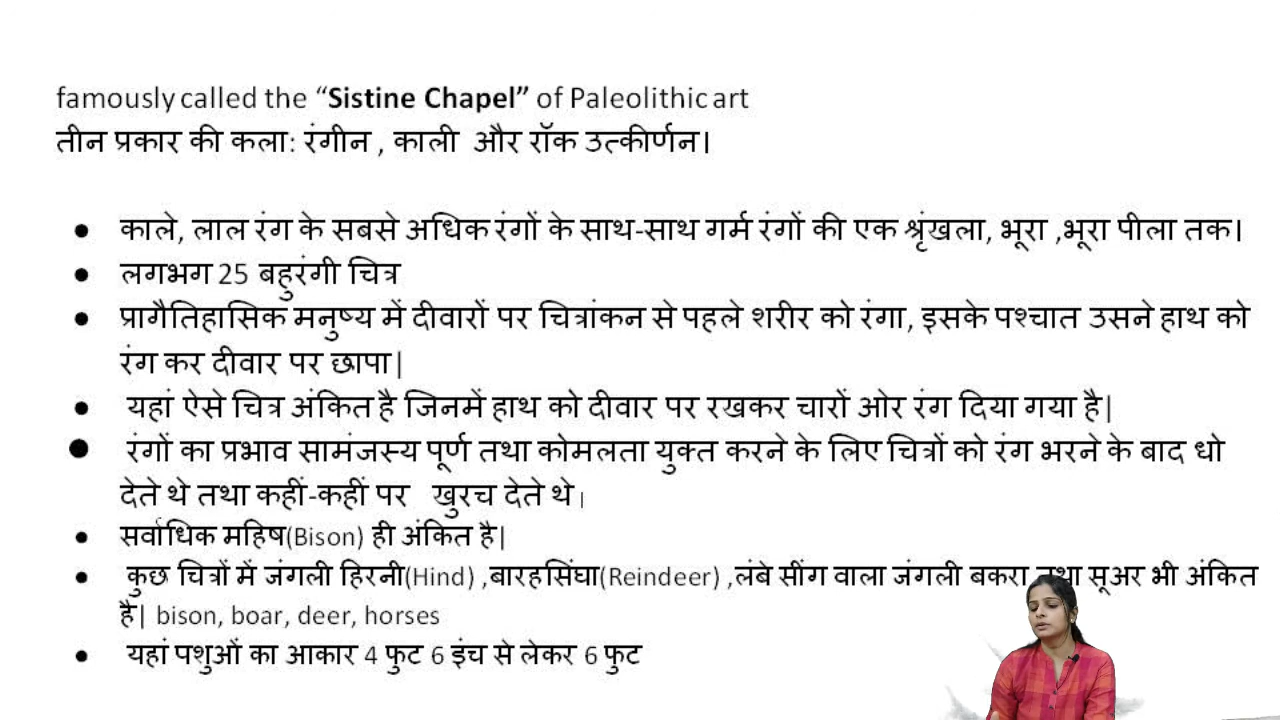 famously called the “Sistine Chapel” of Paleolithic art
तीन प्रकार की कला: रंगीन , काली और रॉक उत्कीर्णन।
● काले, लाल रंग के सबसे अधिक रंगों के साथ-साथ गर्म रंगों की एक श्रृंखला, भूरा ,भूरा पीला तक।
● लगभग 25 बहुरंगी चित्र
● प्रागैतिहासिक मनुष्य में दीवारों पर चित्रांकन से पहले शरीर को रंगा, इसके पश्चात उसने हाथ को
रंग कर दीवार पर छापा|
● यहां ऐसे चित्र अंकित है जिनमें हाथ को दीवार पर रखकर चारों ओर रंग दिया गया है|
● रंगों का प्रभाव सामंजस्य पूर्ण तथा कोमलता युक्त करने के लिए चित्रों को रंग भरने के बाद धो
देते थे तथा कहीं-कहीं पर खुरच देते थे।
● सर्वाधिक महिष(Bison) ही अंकित है|
● कुछ चित्रों में जंगली हिरनी(Hind) ,बारहसिंघा(Reindeer) ,लंबे सींग वाला जंगली बकरा तथा सूअर भी अंकित
है| bison, boar, deer, horses
● यहां पशुओं का आकार 4 फुट 6 इंच से लेकर 6 फुट